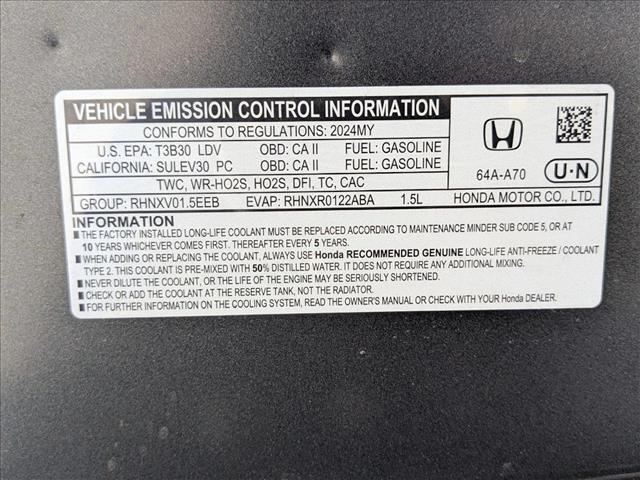 VEHICLE EMISSION CONTROL INFORMATION
CONFORMS TO REGULATIONS: 2024MY
U.S. EPA: T3B30 LDV OBD: CA II FUEL: GASOLINE
CALIFORNIA: SULEV30 PC OBD: CA II FUEL: GASOLINE
TWC, WR-HO2S, HO2S, DFI, TC, CAC
GROUP: RHNXV01.5EEB EVAP: RHNXR0122ABA 1.5L
64A-A70
U·N
HONDA MOTOR CO., LTD.
INFORMATION
THE FACTORY INSTALLED LONG-LIFE COOLANT MUST BE REPLACED ACCORDING TO MAINTENANCE MINDER SUB CODE 5, OR AT
10 YEARS WHICHEVER COMES FIRST. THEREAFTER EVERY 5 YEARS.
WHEN ADDING OR REPLACING THE COOLANT, ALWAYS USE Honda RECOMMENDED GENUINE LONG-LIFE ANTI-FREEZE / COOLANT
TYPE 2. THIS COOLANT IS PRE-MIXED WITH 50% DISTILLED WATER. IT DOES NOT REQUIRE ANY ADDITIONAL MIXING.
NEVER DILUTE THE COOLANT, OR THE LIFE OF THE ENGINE MAY BE SERIOUSLY SHORTENED.
CHECK OR ADD THE COOLANT AT THE RESERVE TANK, NOT THE RADIATOR.
FOR FURTHER INFORMATION ON THE COOLING SYSTEM, READ THE OWNER'S MANUAL OR CHECK WITH YOUR Honda DEALER.